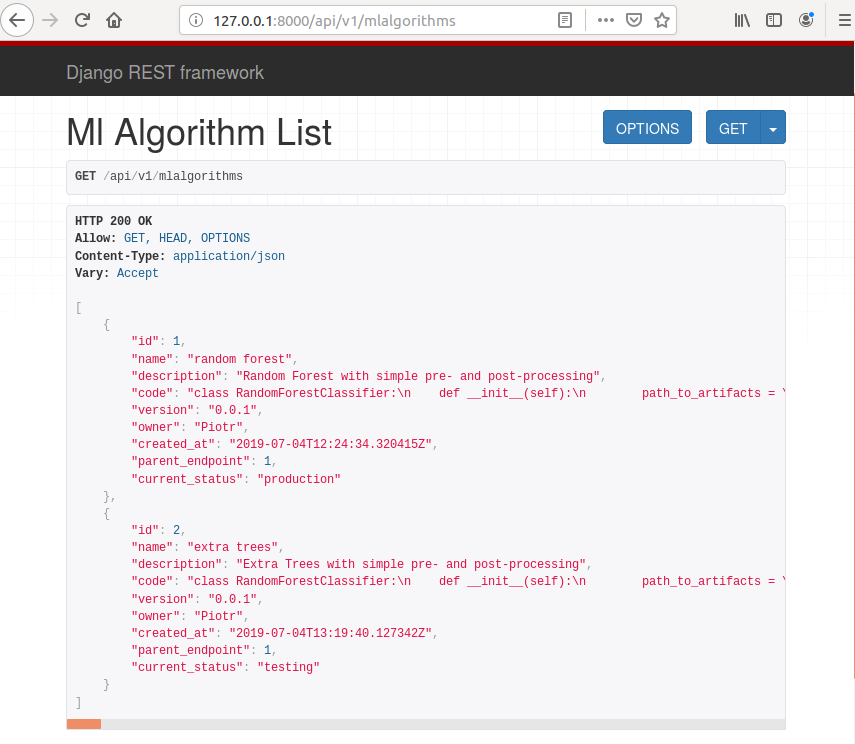 127.0.0.1:8000/api/v1/mlalgorithms
Django REST framework
Ml Algorithm List
OPTIONS
GET
GET /api/v1/mlalgorithms
HTTP 200 OK
Allow: GET, HEAD, OPTIONS
Content-Type: application/json
Vary: Accept
[
    {
        "id": 1,
        "name": "random forest",
        "description": "Random Forest with simple pre- and post-processing",
        "code": "class RandomForestClassifier:\n    def __init__(self):\n        path_to_artifacts = \
        "version": "0.0.1",
        "owner": "Piotr",
        "created_at": "2019-07-04T12:24:34.320415Z",
        "parent_endpoint": 1,
        "current_status": "production"
    },
    {
        "id": 2,
        "name": "extra trees",
        "description": "Extra Trees with simple pre- and post-processing",
        "code": "class RandomForestClassifier:\n    def __init__(self):\n        path_to_artifacts = \
        "version": "0.0.1",
        "owner": "Piotr",
        "created_at": "2019-07-04T13:19:40.127342Z",
        "parent_endpoint": 1,
        "current_status": "testing"
    }
]